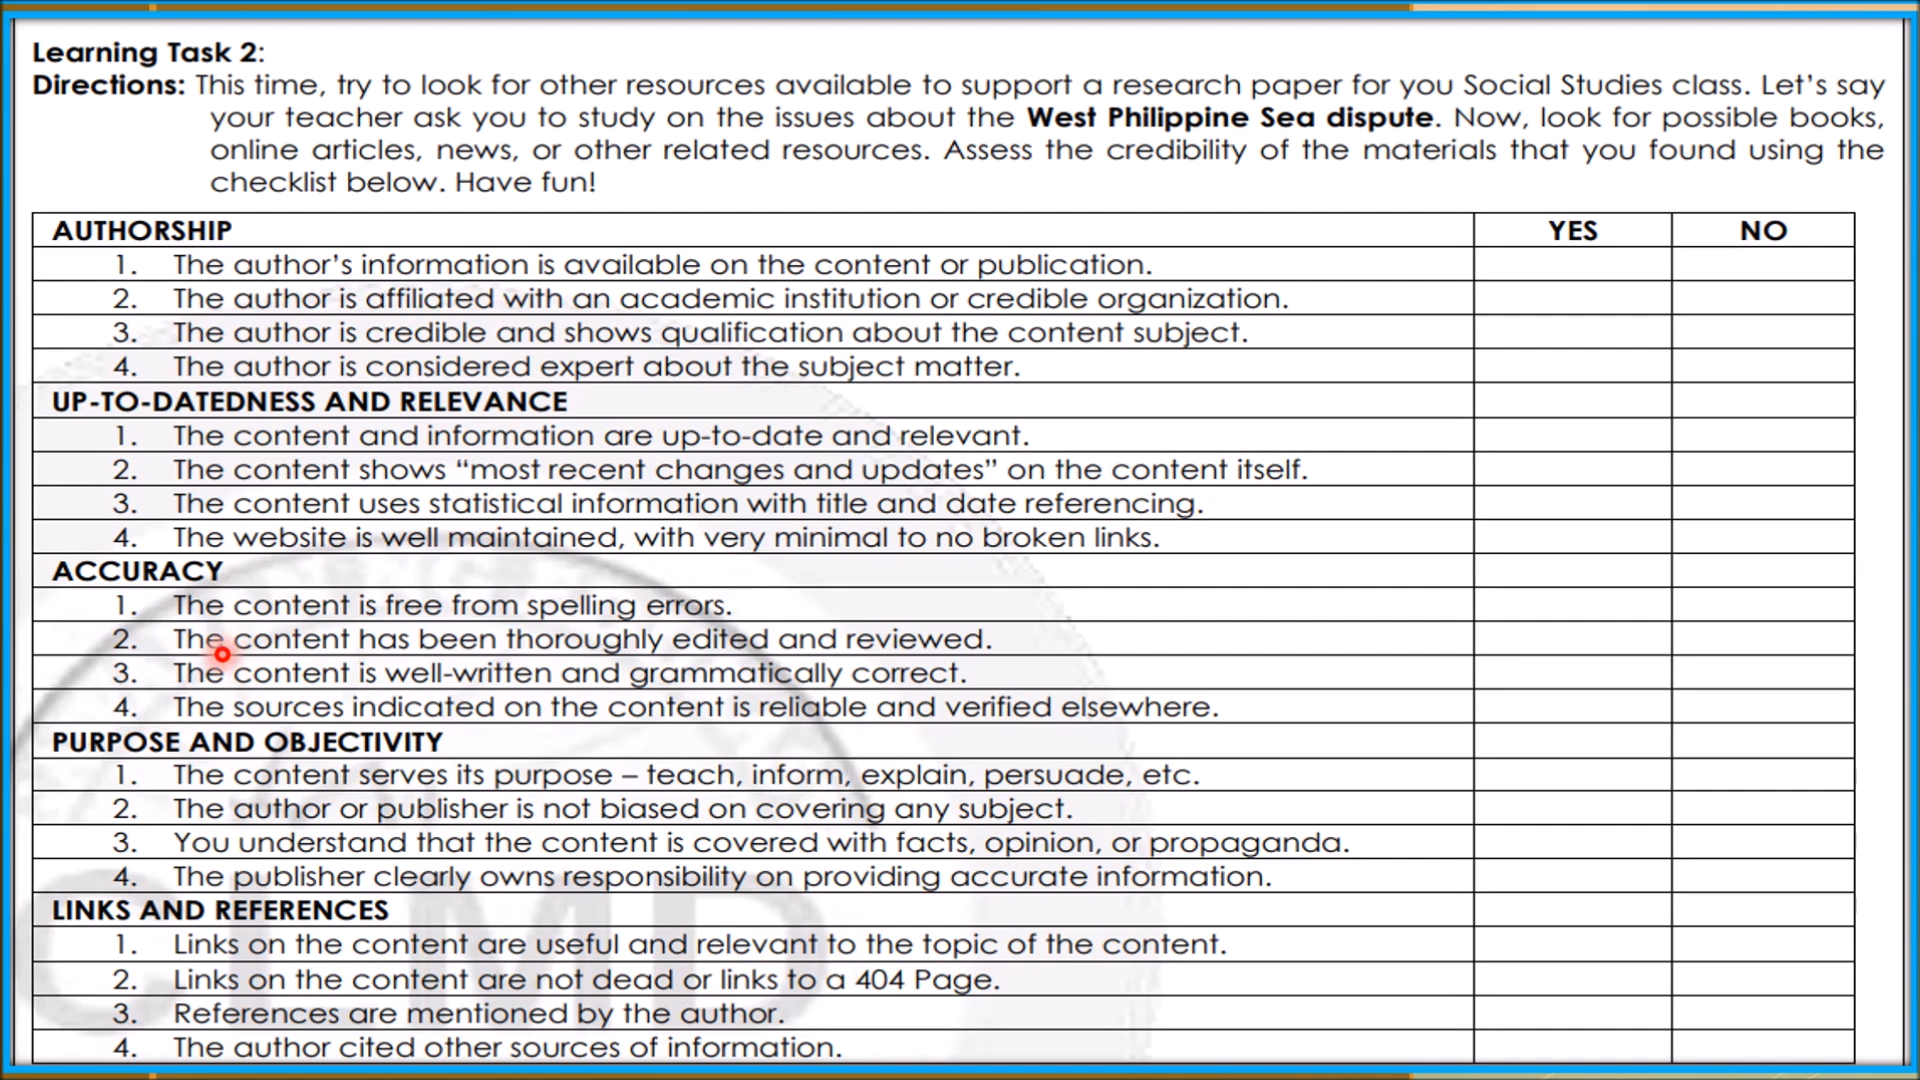 Learning Task 2:
Directions: This time, try to look for other resources available to support a research paper for you Social Studies class. Let's say
your teacher ask you to study on the issues about the West Philippine Sea dispute. Now, look for possible books,
online articles, news, or other related resources. Assess the credibility of the materials that you found using the
checklist below. Have fun!
AUTHORSHIP YES NO
1. The author's information is available on the content or publication.
2. The author is affiliated with an academic institution or credible organization.
3. The author is credible and shows qualification about the content subject.
4. The author is considered expert about the subject matter.
UP-TO-DATEDNESS AND RELEVANCE
1. The content and information are up-to-date and relevant.
2. The content shows “most recent changes and updates” on the content itself.
3. The content uses statistical information with title and date referencing.
4. The website is well maintained, with very minimal to no broken links.
ACCURACY
1. The content is free from spelling errors.
2. The content has been thoroughly edited and reviewed.
3. The content is well-written and grammatically correct.
4. The sources indicated on the content is reliable and verified elsewhere.
PURPOSE AND OBJECTIVITY
1. The content serves its purpose – teach, inform, explain, persuade, etc.
2. The author or publisher is not biased on covering any subject.
3. You understand that the content is covered with facts, opinion, or propaganda.
4. The publisher clearly owns responsibility on providing accurate information.
LINKS AND REFERENCES
1. Links on the content are useful and relevant to the topic of the content.
2. Links on the content are not dead or links to a 404 Page.
3. References are mentioned by the author.
4. The author cited other sources of information.
CLMD